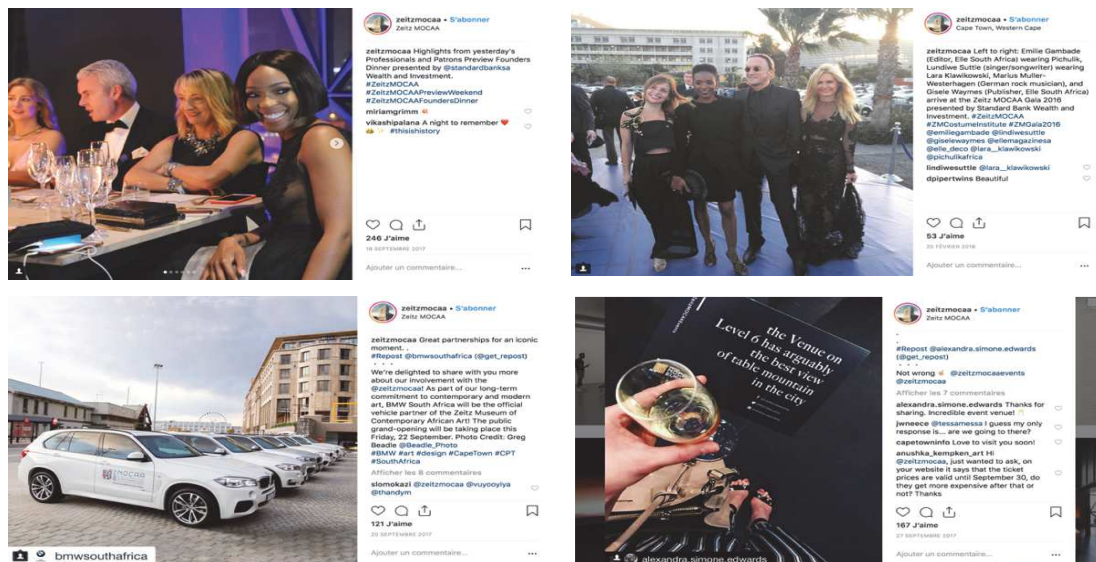 zeitzmocaa • S'abonner
Zeitz MOCAA
zeitzmocaa Highlights from yesterday's
Professionals and Patrons Preview Founders
Dinner presented by @standardbanksa
Wealth and Investment.
#ZeitzMOCAA
#ZeitzMOCAAPreviewWeekend
#ZeitzMOCAAFoundersDinner
miriamgrimm
vikashipalana A night to remember
#thisishistory
246 J'aime
18 SEPTEMBRE 2017
Ajouter un commentaire...
zeitzmocaa • S'abonner
Cape Town, Western Cape
zeitzmocaa Left to right: Emilie Gambade
(Editor, Elle South Africa) wearing Pichulik,
Lundiwe Suttle (singer/songwriter) wearing
Lara Klawikowski, Marius Muller-
Westerhagen (German rock musician), and
Gisele Waymes (Publisher, Elle South Africa)
arrive at the Zeitz MOCAA Gala 2016
presented by Standard Bank Wealth and
Investment. #ZeitzMOCAA
#ZMCostumeInstitute #ZMGala2016
@emiliegambade @lindiwesuttle
@giselewaymes @ellemagazinesa
@elle_deco @lara__klawikowski
@pichulikafrica
lindiwesuttle @lara__klawikowski
dpipertwins Beautiful
53 J'aime
20 FÉVRIER 2016
Ajouter un commentaire...
MOCAA
bmwsouthafrica
zeitzmocaa • S'abonner
Zeitz MOCAA
zeitzmocaa Great partnerships for an iconic
moment. .
#Repost @bmwsouthafrica (@get_repost)
・・・
We're delighted to share with you more
about our involvement with the
@zeitzmocaa! As part of our long-term
commitment to contemporary and modern
art, BMW South Africa will be the official
vehicle partner of the Zeitz Museum of
Contemporary African Art! The public
grand-opening will be taking place this
Friday, 22 September. Photo Credit: Greg
Beadle @Beadle_Photo
#BMW #art #design #CapeTown #CPT
#SouthAfrica
Afficher les 8 commentaires
slomokazi @zeitzmocaa @vuyooyiya
@thandym
121 J'aime
20 SEPTEMBRE 2017
Ajouter un commentaire...
the Venue on
Level 6 has arguably
the best view
of table mountain
in the city
alexandra.simone.edwards
zeitzmocaa • S'abonner
Zeitz MOCAA
.
.
#Repost @alexandra.simone.edwards
(@get_repost)
・・・
Not wrong @zeitzmocaaevents
@zeitzmocaa
Afficher les 7 commentaires
alexandra.simone.edwards Thanks for
sharing. Incredible event venue!
jwneece @tessamessa I guess my only
response is... are we going to there?
capetowninfo Love to visit you soon!
anushka_kempken_art Hi
@zeitzmocaa, just wanted to ask, on
your website it says that the ticket
prices are valid until September 30, do
they get more expensive after that or
not? Thanks
167 J'aime
27 SEPTEMBRE 2017
Ajouter un commentaire...